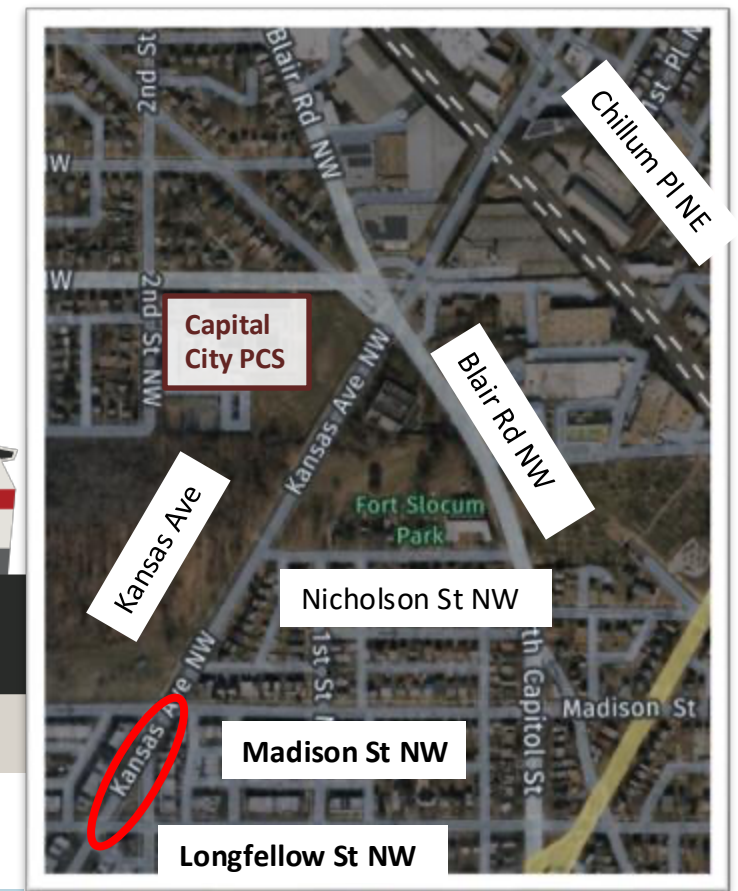 2nd St
Blair Rd NW
1st Pl N
Chillum Pl NE
NW
NW
2nd St NW
Capital
City PCS
Kansas Ave NW
Blair Rd NW
Kansas Ave
Fort Slocum
Park
Nicholson St NW
1st St N
th Capitol St
Kansas Ave NW
Madison St
Madison St NW
e NW
Longfellow St NW